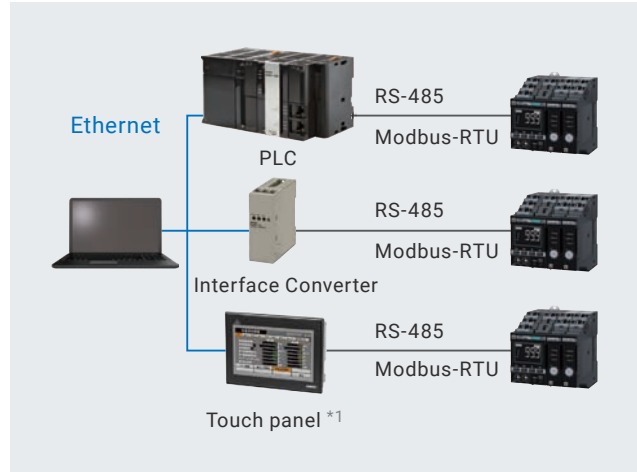 Ethernet
RS-485
Modbus-RTU
PLC
RS-485
Modbus-RTU
Interface Converter
RS-485
Modbus-RTU
Touch panel *1